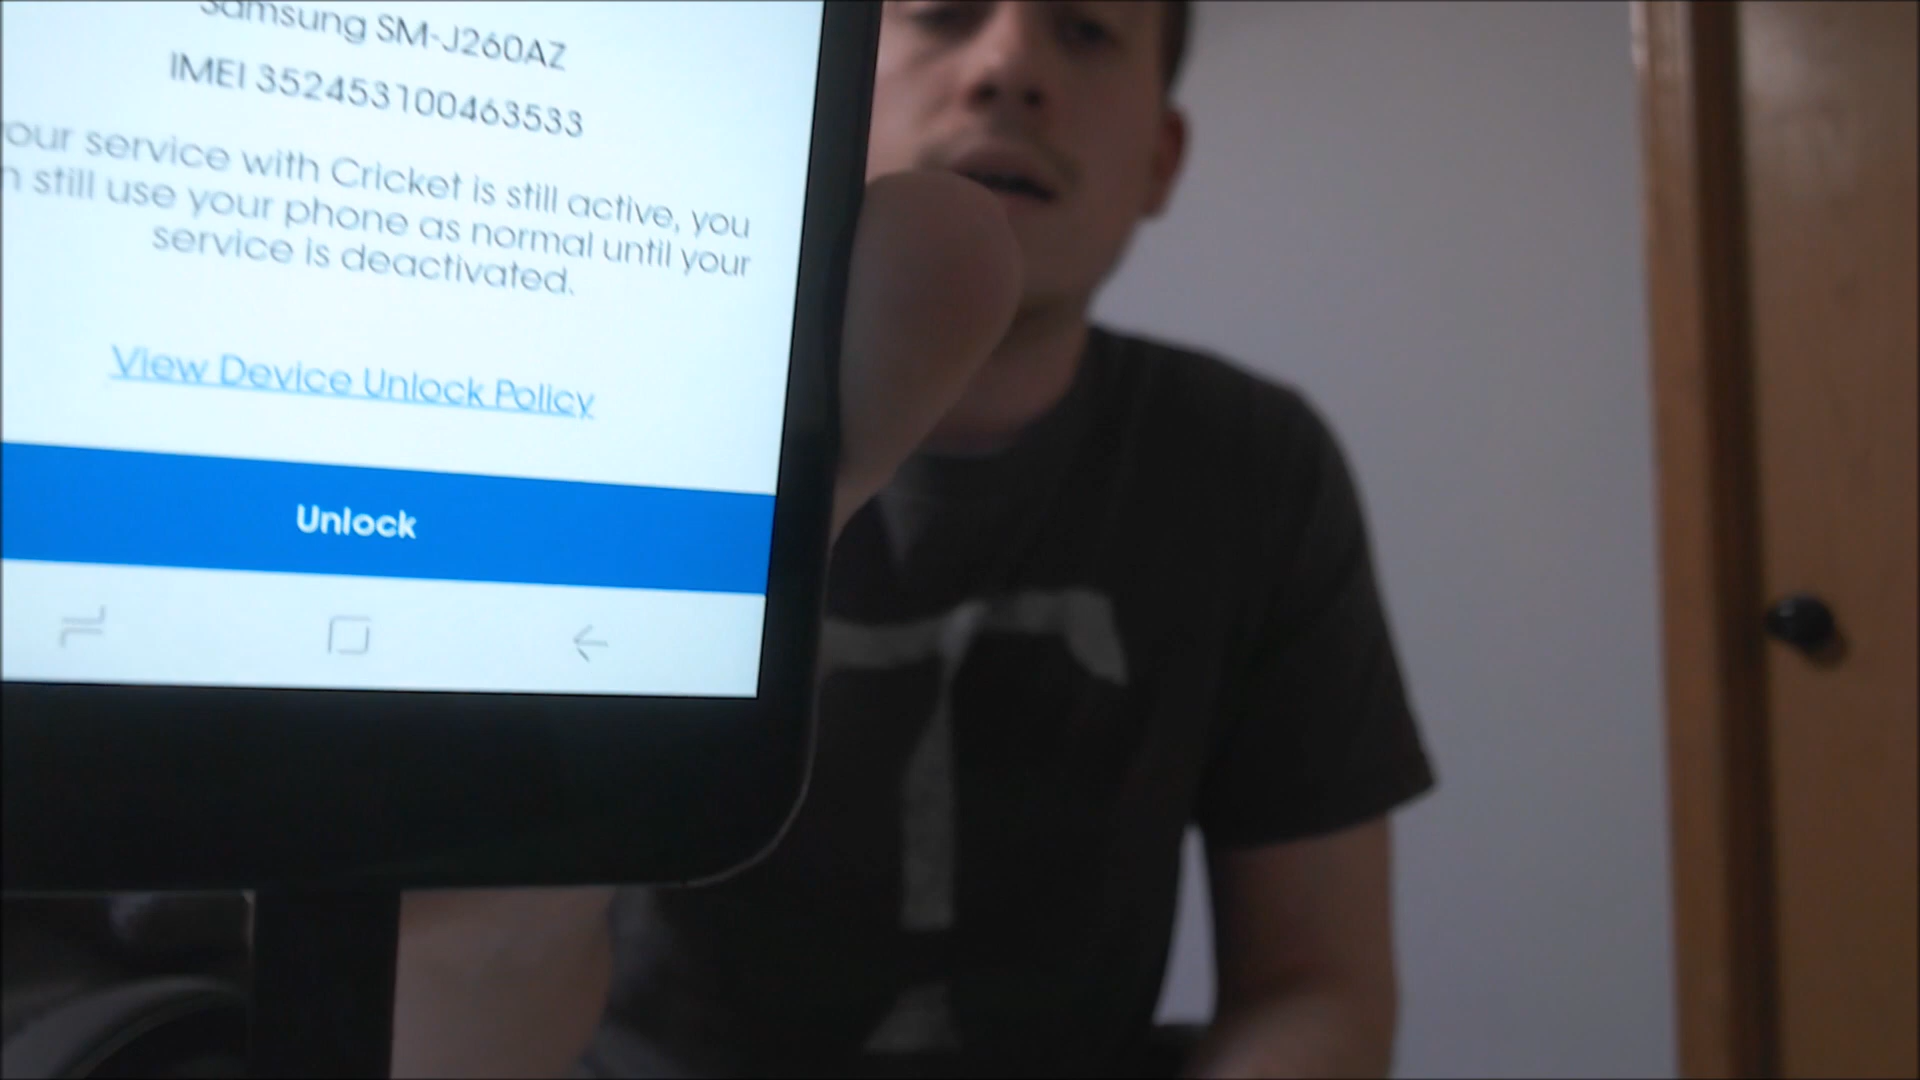 Samsung SM-J260AZ
IMEI 352453100463533
our service with Cricket is still active, you
n still use your phone as normal until your
service is deactivated.
View Device Unlock Policy
Unlock